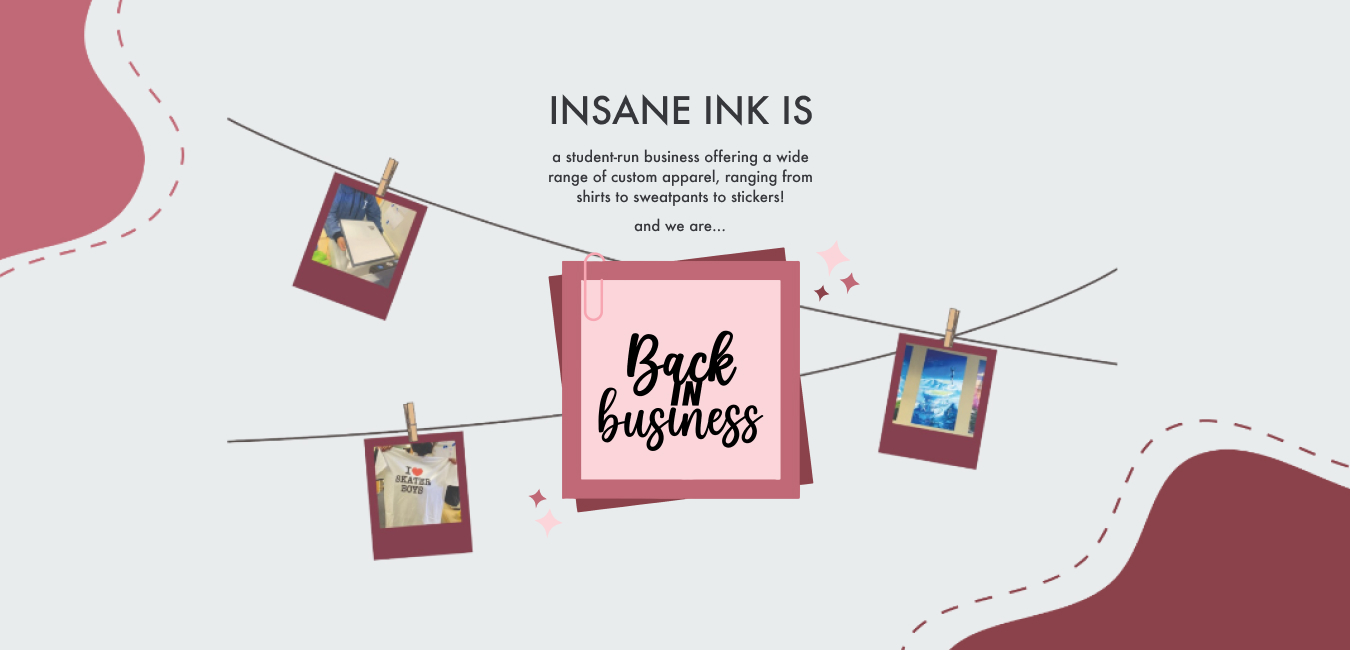 INSANE INK IS
a student-run business offering a wide
range of custom apparel, ranging from
shirts to sweatpants to stickers!
and we are...
Back
IN
business
I ❤
SKATER
BOYS